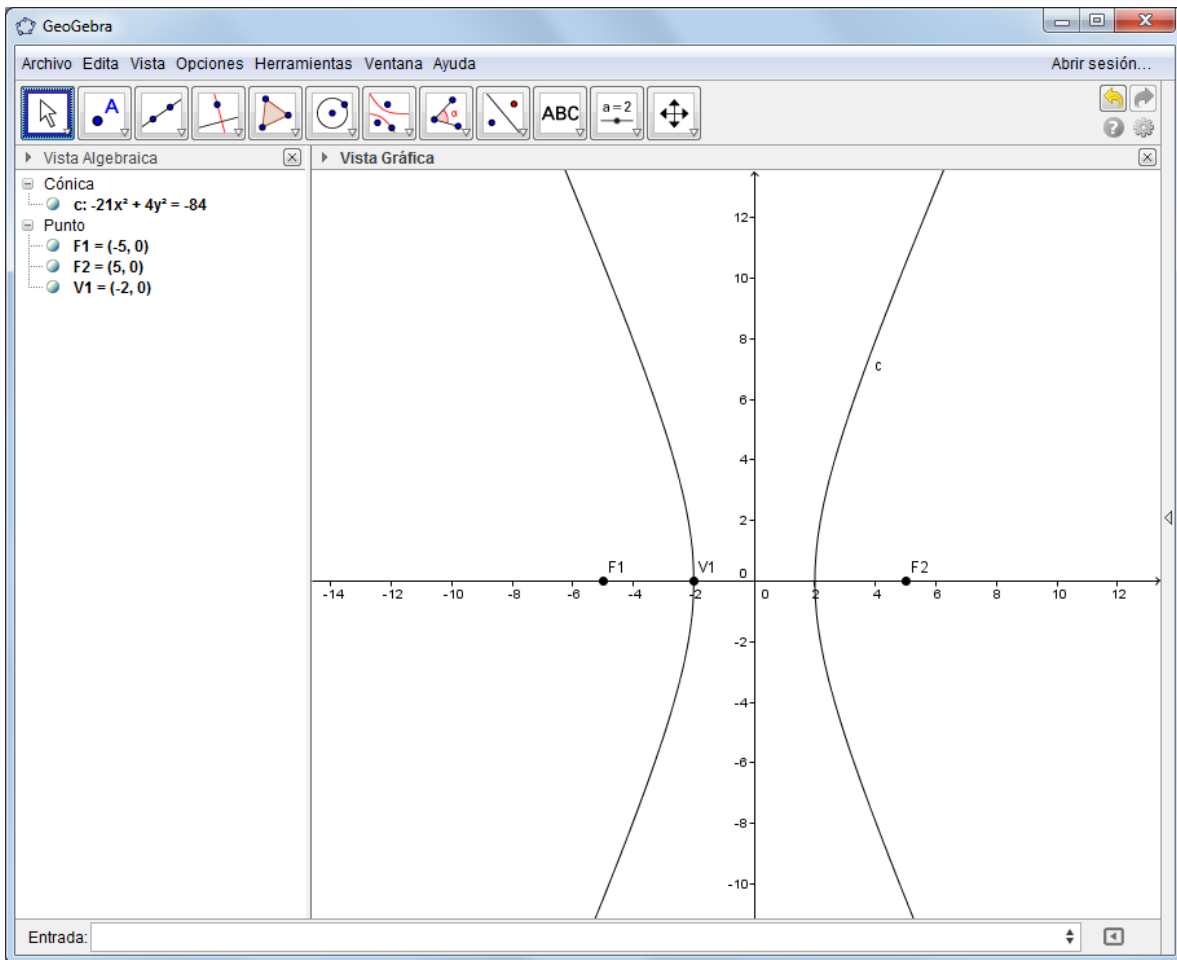 GeoGebra
Archivo Edita Vista Opciones Herramientas Ventana Ayuda Abrir sesión...
A α ABC a=2
Vista Algebraica
Vista Gráfica
Cónica
c: -21x² + 4y² = -84
Punto
F1 = (-5, 0)
F2 = (5, 0)
V1 = (-2, 0)
12
10
8
c
6
4
2
F1 V1 0 F2
-14 -12 -10 -8 -6 -4 -2 0 2 4 6 8 10 12
-2
-4
-6
-8
-10
Entrada: